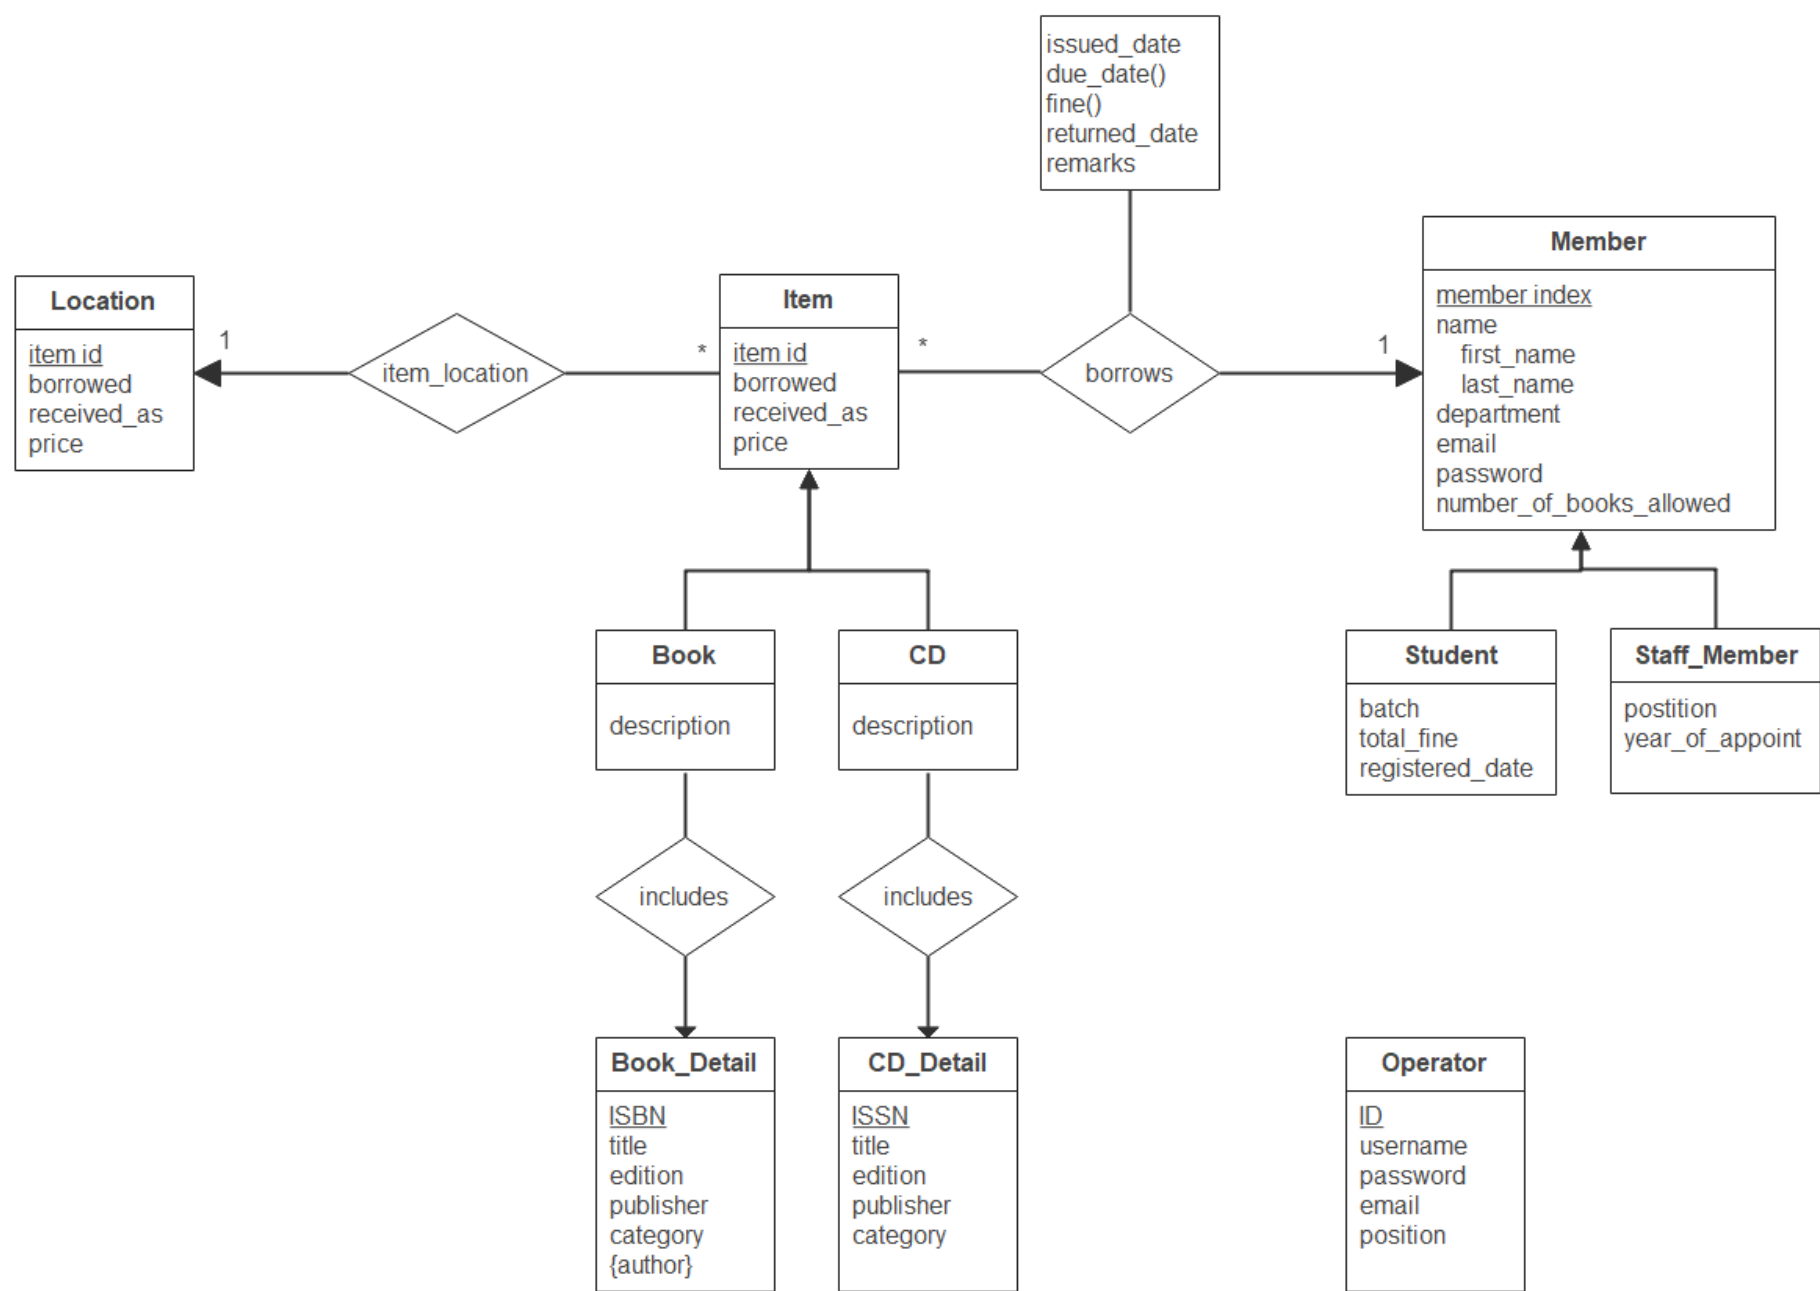 issued_date
due_date()
fine()
returned_date
remarks
Member
member index
name
first_name
last_name
department
email
password
number_of_books_allowed
Location
item id
borrowed
received_as
price
1
item_location
*
Item
item id
borrowed
received_as
price
*
borrows
1
Book
description
CD
description
Student
batch
total_fine
registered_date
Staff_Member
postition
year_of_appoint
includes
includes
Book_Detail
ISBN
title
edition
publisher
category
{author}
CD_Detail
ISSN
title
edition
publisher
category
Operator
ID
username
password
email
position